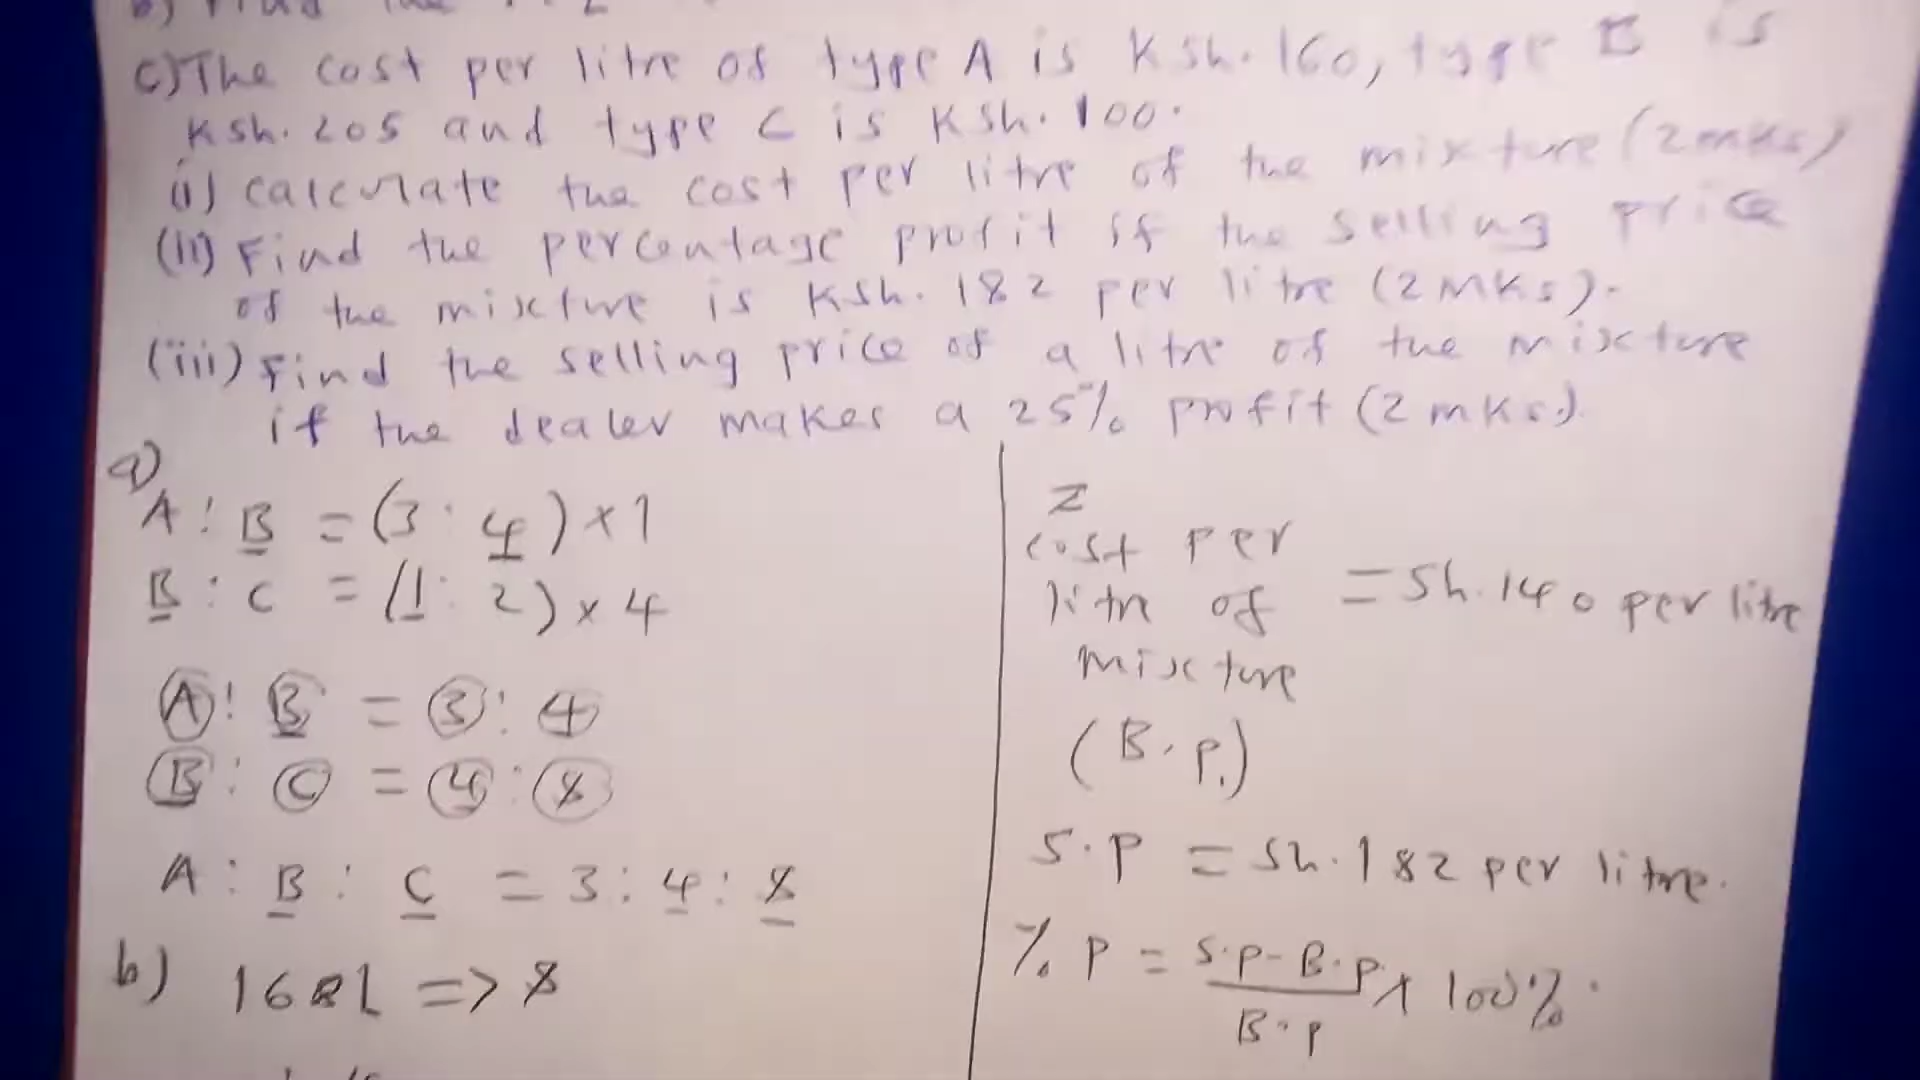 C) The cost per litre of type A is Ksh. 160, type B is
Ksh. 205 and type C is Ksh. 100.
(i) calculate the cost per litre of the mixture (2mks)
(ii) Find the percentage profit if the selling price
of the mixture is Ksh. 182 per litre (2 mks).
(iii) Find the selling price of a litre of the mixture
if the dealer makes a 25% profit (2 mks).
a)
A : B = (3 : 4) x 1
B : C = (1 : 2) x 4
A : B = 3 : 4
B : C = 4 : 8
A : B : C = 3 : 4 : 8
b) 168L => 8
cost per
litre of = Sh. 140 per litre
mixture
(B.P.)
S.P = Sh. 182 per litre.
% P = S.P - B.P x 100%.
B.P